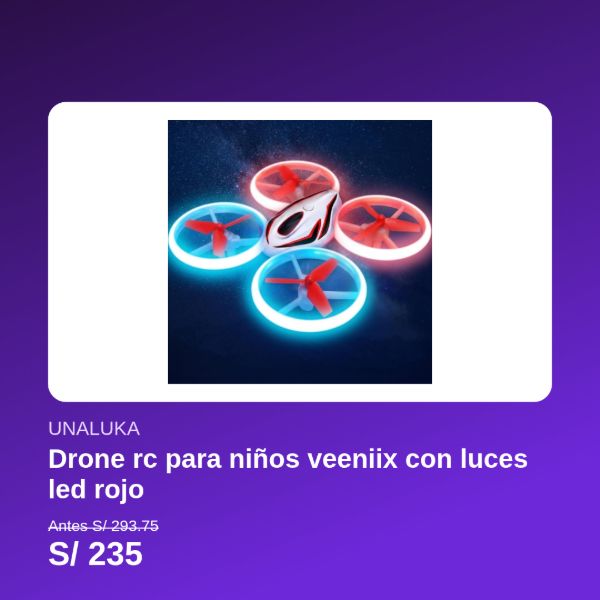 UNALUKA
Drone rc para niños veeniix con luces
led rojo
Antes S/ 293.75
S/ 235